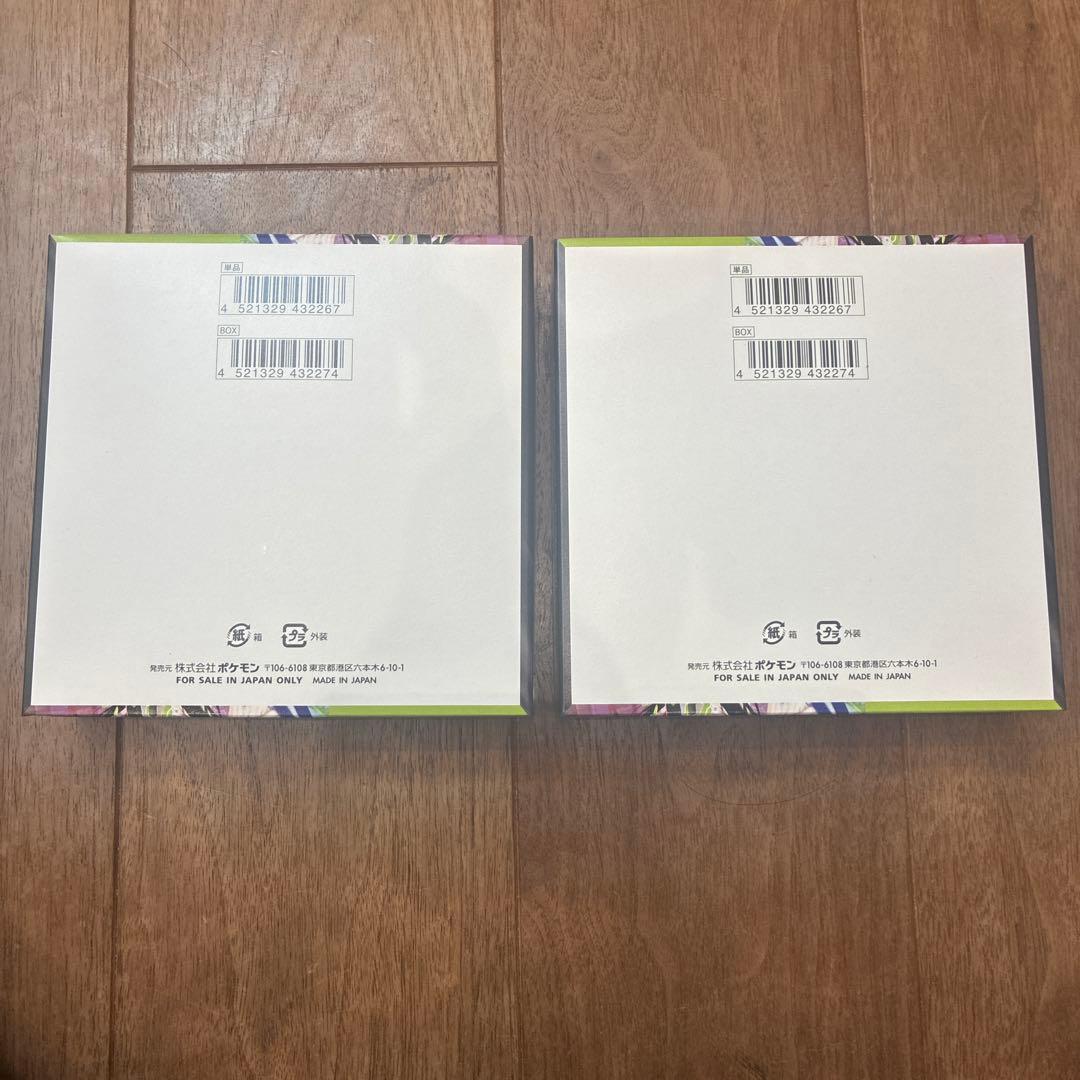 単品
4 521329 432267
BOX
4 521329 432274
紙 箱 プラ 外装
発売元 株式会社ポケモン 〒106-6108 東京都港区六本木6-10-1
FOR SALE IN JAPAN ONLY MADE IN JAPAN
単品
4 521329 432267
BOX
4 521329 432274
紙 箱 プラ 外装
発売元 株式会社ポケモン 〒106-6108 東京都港区六本木6-10-1
FOR SALE IN JAPAN ONLY MADE IN JAPAN